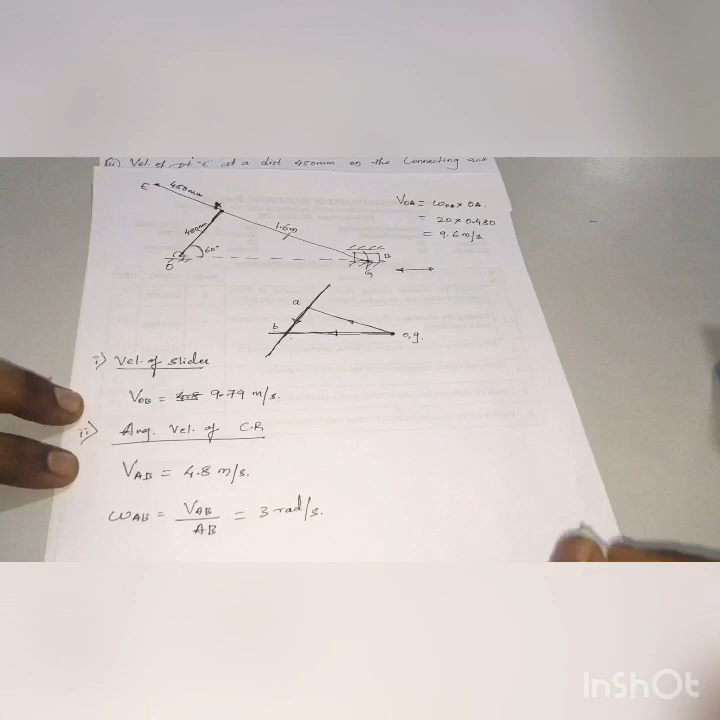 iii) Vel. of pt E at a dist 450mm on the Connecting rod
E
450mm
A
480mm
1.6m
60°
O
B
G
VOA = ωOA × OA.
= 20 × 0.480
= 9.6 m/s.
a
b
o,g.
i) Vel. of slider
VOB = 4.8 9.79 m/s.
ii) Ang. Vel. of C.R.
VAB = 4.8 m/s.
ωAB = VAB / AB = 3 rad/s.
InShOt